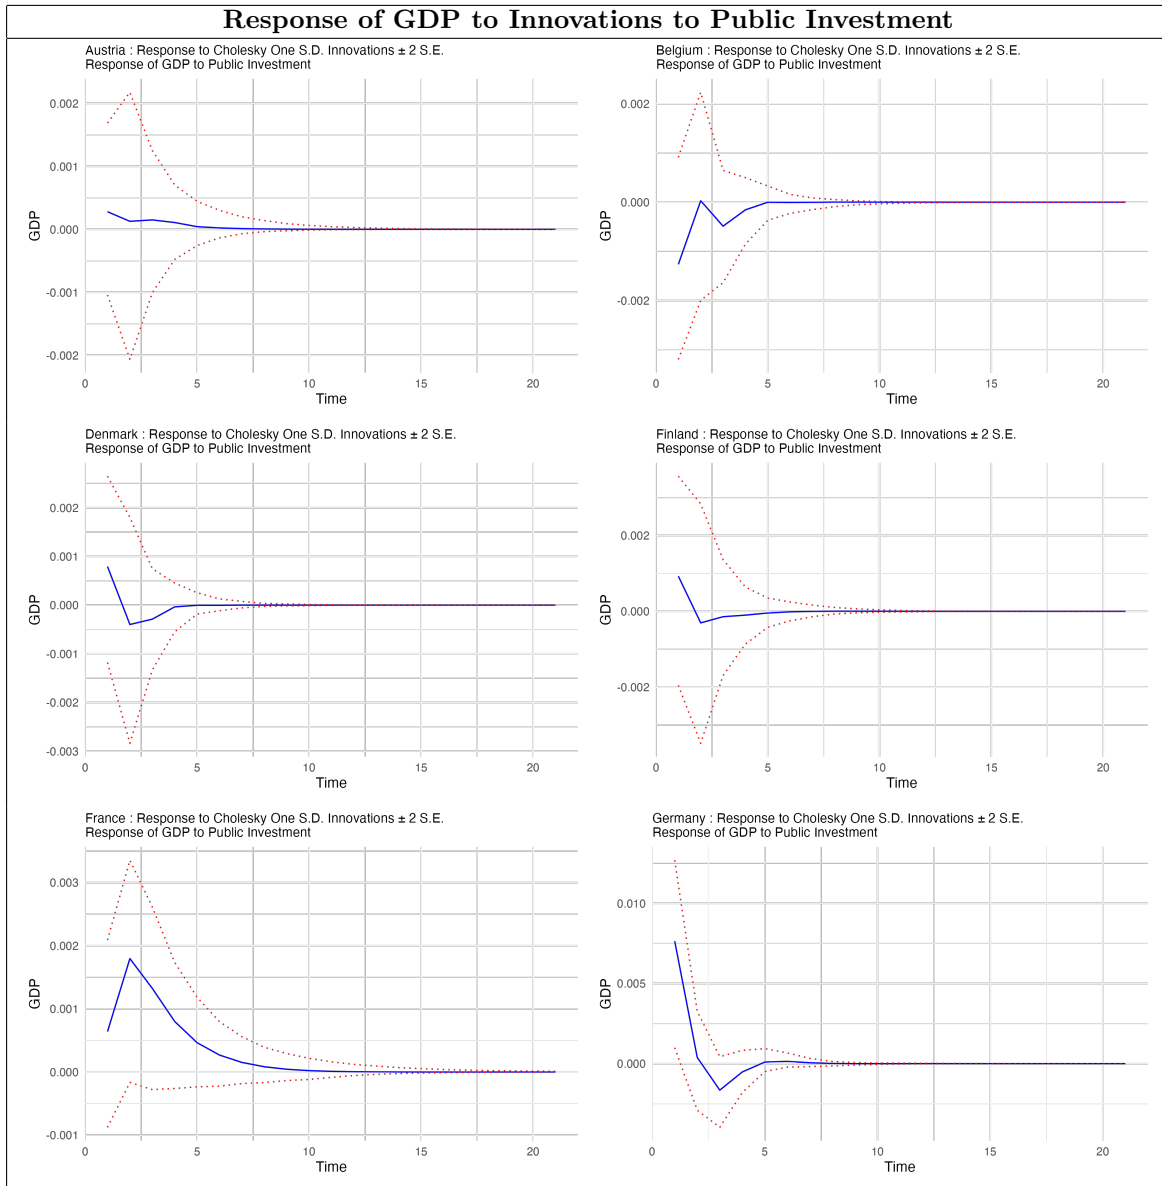 Response of GDP to Innovations to Public Investment
Austria : Response to Cholesky One S.D. Innovations ± 2 S.E.
Response of GDP to Public Investment
0.002
0.001
0.000
-0.001
-0.002
GDP
0
5
10
15
20
Time
Belgium : Response to Cholesky One S.D. Innovations ± 2 S.E.
Response of GDP to Public Investment
0.002
0.000
-0.002
GDP
0
5
10
15
20
Time
Denmark : Response to Cholesky One S.D. Innovations ± 2 S.E.
Response of GDP to Public Investment
0.002
0.001
0.000
-0.001
-0.002
-0.003
GDP
0
5
10
15
20
Time
Finland : Response to Cholesky One S.D. Innovations ± 2 S.E.
Response of GDP to Public Investment
0.002
0.000
-0.002
GDP
0
5
10
15
20
Time
France : Response to Cholesky One S.D. Innovations ± 2 S.E.
Response of GDP to Public Investment
0.003
0.002
0.001
0.000
-0.001
GDP
0
5
10
15
20
Time
Germany : Response to Cholesky One S.D. Innovations ± 2 S.E.
Response of GDP to Public Investment
0.010
0.005
0.000
GDP
0
5
10
15
20
Time